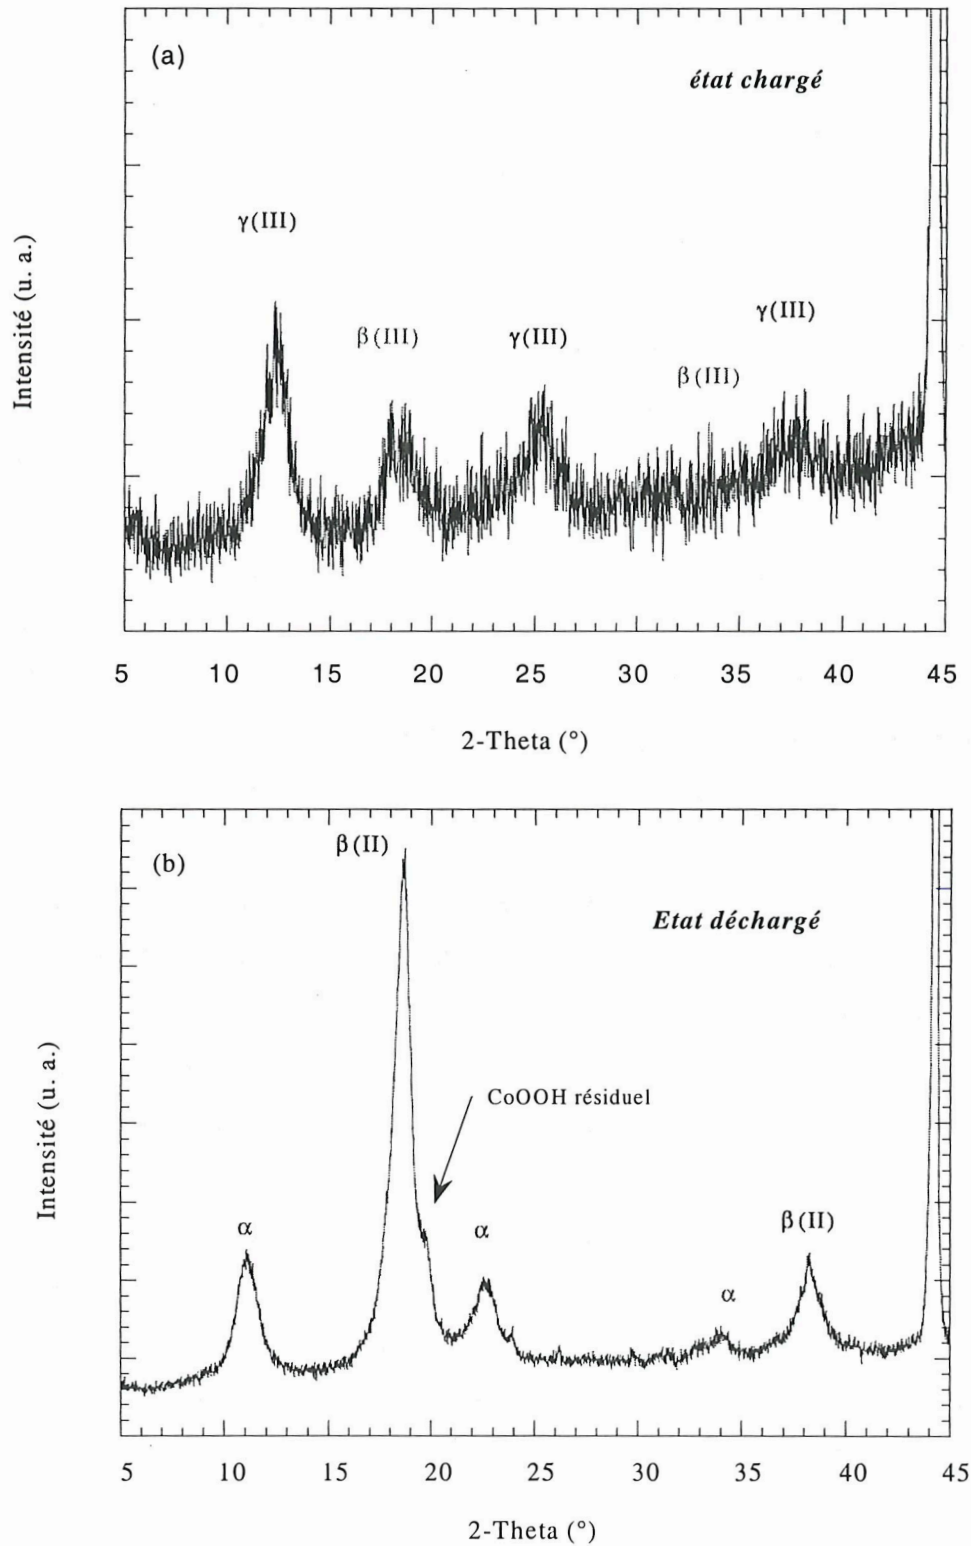 (a)
état chargé
γ(III)
β(III)
γ(III)
β(III)
γ(III)
Intensité (u. a.)
5 10 15 20 25 30 35 40 45
2-Theta (°)
(b)
β(II)
Etat déchargé
CoOOH résiduel
α
α
α
β(II)
Intensité (u. a.)
5 10 15 20 25 30 35 40 45
2-Theta (°)